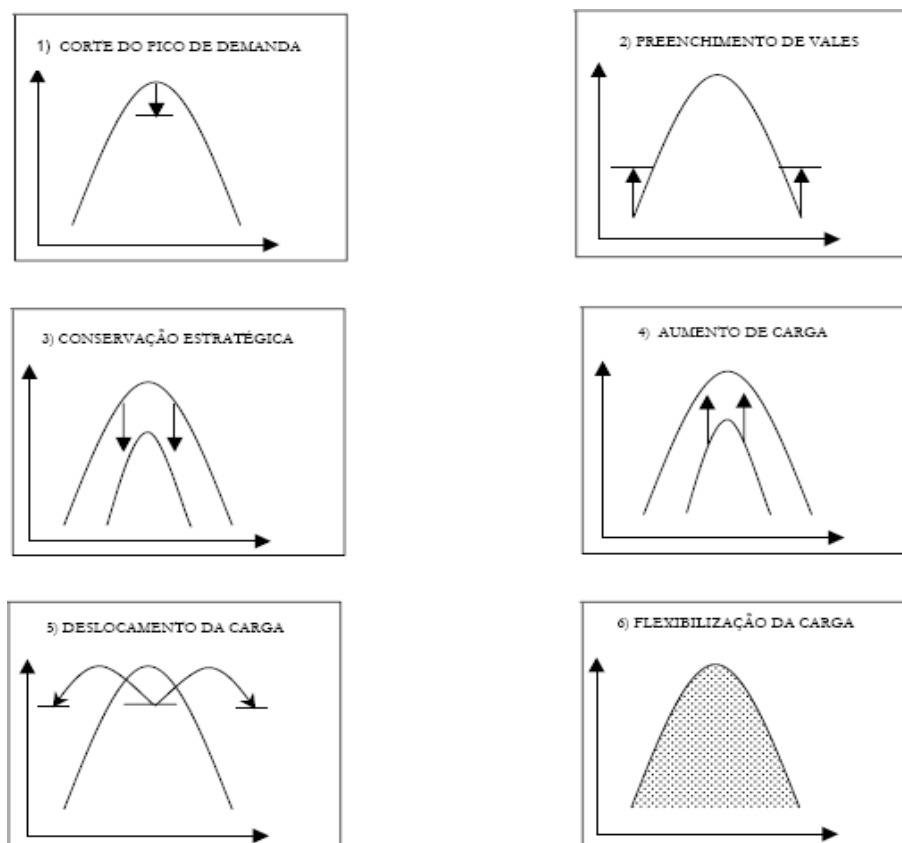 1) CORTE DO PICO DE DEMANDA
2) PREENCHIMENTO DE VALES
3) CONSERVAÇÃO ESTRATÉGICA
4) AUMENTO DE CARGA
5) DESLOCAMENTO DA CARGA
6) FLEXIBILIZAÇÃO DA CARGA